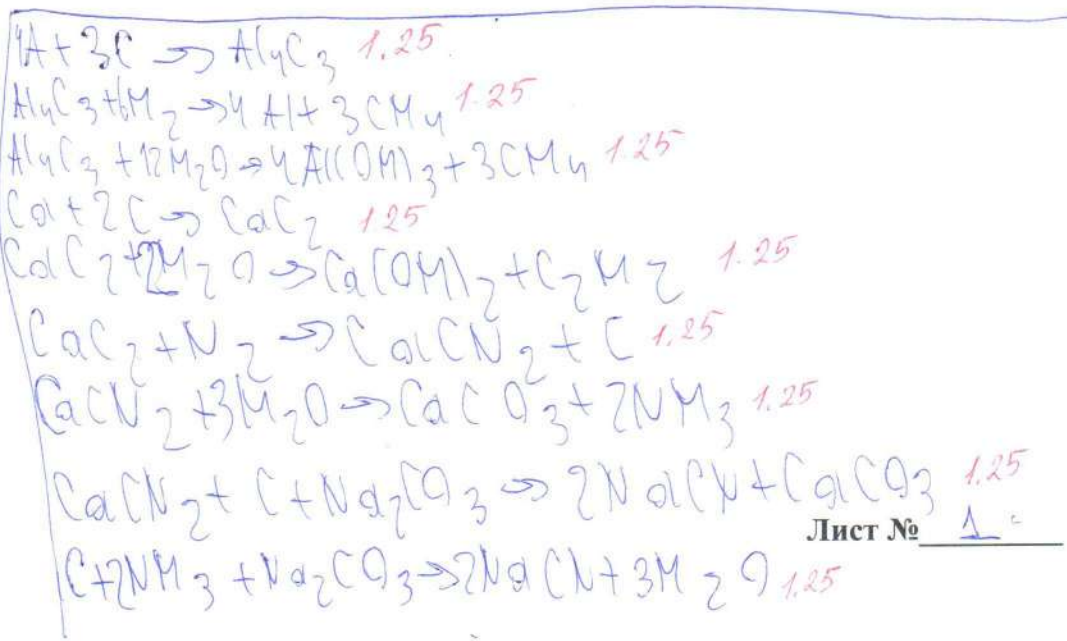 4A + 3C → Al₄C₃ 1.25
Al₄C₃ + 6H₂ → 4Al + 3CH₄ 1.25
Al₄C₃ + 12H₂O → 4Al(OH)₃ + 3CH₄ 1.25
Ca + 2C → CaC₂ 1.25
CaC₂ + 2H₂O → Ca(OH)₂ + C₂H₂ 1.25
CaC₂ + N₂ → CaCN₂ + C 1.25
CaCN₂ + 3H₂O → CaCO₃ + 2NH₃ 1.25
CaCN₂ + C + Na₂CO₃ → 2NaCN + CaCO₃ 1.25
Лист № 1
C + 2NH₃ + Na₂CO₃ → 2NaCN + 3H₂O 1.25